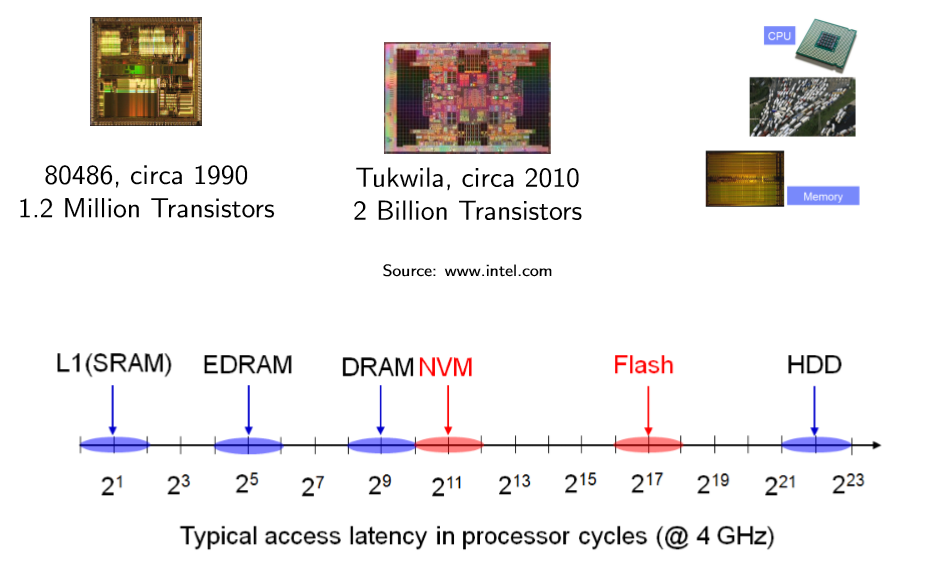 80486, circa 1990
1.2 Million Transistors
Tukwila, circa 2010
2 Billion Transistors
CPU
Memory
Source: www.intel.com
L1(SRAM) EDRAM DRAM NVM Flash HDD
2¹ 2³ 2⁵ 2⁷ 2⁹ 2¹¹ 2¹³ 2¹⁵ 2¹⁷ 2¹⁹ 2²¹ 2²³
Typical access latency in processor cycles (@ 4 GHz)